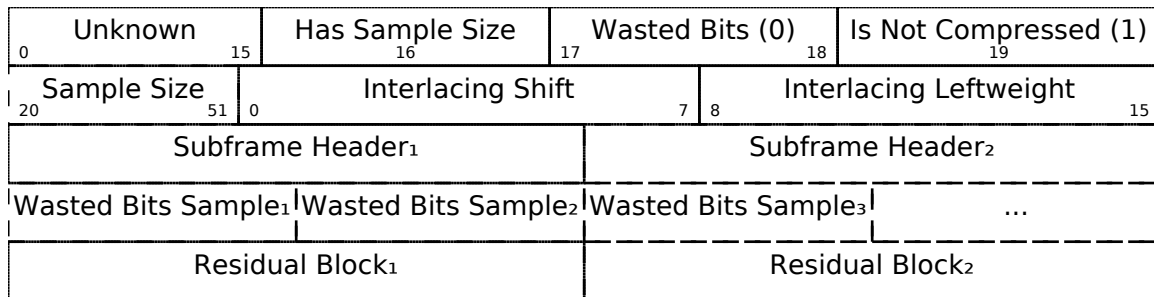 Unknown Has Sample Size Wasted Bits (0) Is Not Compressed (1)
0 15 16 17 18 19
Sample Size Interlacing Shift Interlacing Leftweight
20 51 0 7 8 15
Subframe Header₁ Subframe Header₂
Wasted Bits Sample₁ Wasted Bits Sample₂ Wasted Bits Sample₃ ...
Residual Block₁ Residual Block₂